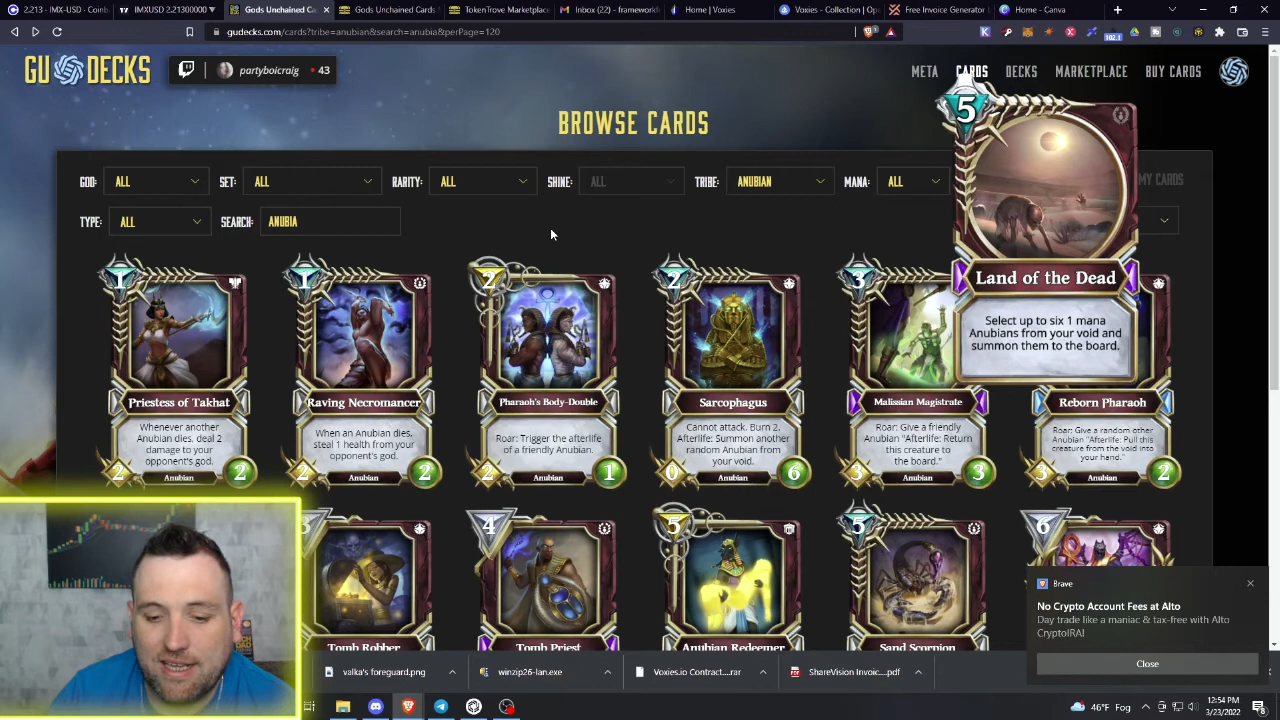 2.213 - IMX-USD - Coinba
IMXUSD 2.21300000 ▼
Gods Unchained Car
Gods Unchained Cards
TokenTrove Marketplace
Inbox (22) - frameworkh
Home | Voxies
Voxies - Collection | Ope
Free Invoice Generator |
Home - Canva
gudecks.com/cards?tribe=anubian&search=anubia&perPage=120
102.1
GU DECKS
partyboicraig 43
META CARDS DECKS MARKETPLACE BUY CARDS
BROWSE CARDS
GOD: ALL SET: ALL RARITY: ALL SHINE: ALL TRIBE: ANUBIAN MANA: ALL MY CARDS
TYPE: ALL SEARCH: ANUBIA
5
Land of the Dead
Select up to six 1 mana
Anubians from your void and
summon them to the board.
1
Priestess of Takhat
Whenever another
Anubian dies, deal 2
damage to your
opponent's god.
2 Anubian 2
1
Raving Necromancer
When an Anubian dies,
steal 1 health from your
opponent's god.
2 Anubian 2
2
Pharaoh's Body-Double
Roar: Trigger the afterlife
of a friendly Anubian.
2 Anubian 1
2
Sarcophagus
Cannot attack. Burn 2,
Afterlife: Summon another
random Anubian from
your void.
0 Anubian 6
3
Malissian Magistrate
Roar: Give a friendly
Anubian "Afterlife: Return
this creature to
the board."
3 Anubian 3
Reborn Pharaoh
Roar: Give a random other
Anubian "Afterlife: Pull this
creature from the void into
your hand."
3 Anubian 2
3
Tomb Robber
4
Tomb Priest
5
Anubian Redeemer
5
Sand Scorpion
6
Brave
No Crypto Account Fees at Alto
Day trade like a maniac & tax-free with Alto
CryptoIRA!
Close
valka's foreguard.png
winzip26-lan.exe
Voxies.io Contract....rar
ShareVision Invoic....pdf
46°F Fog
12:54 PM
3/23/2022